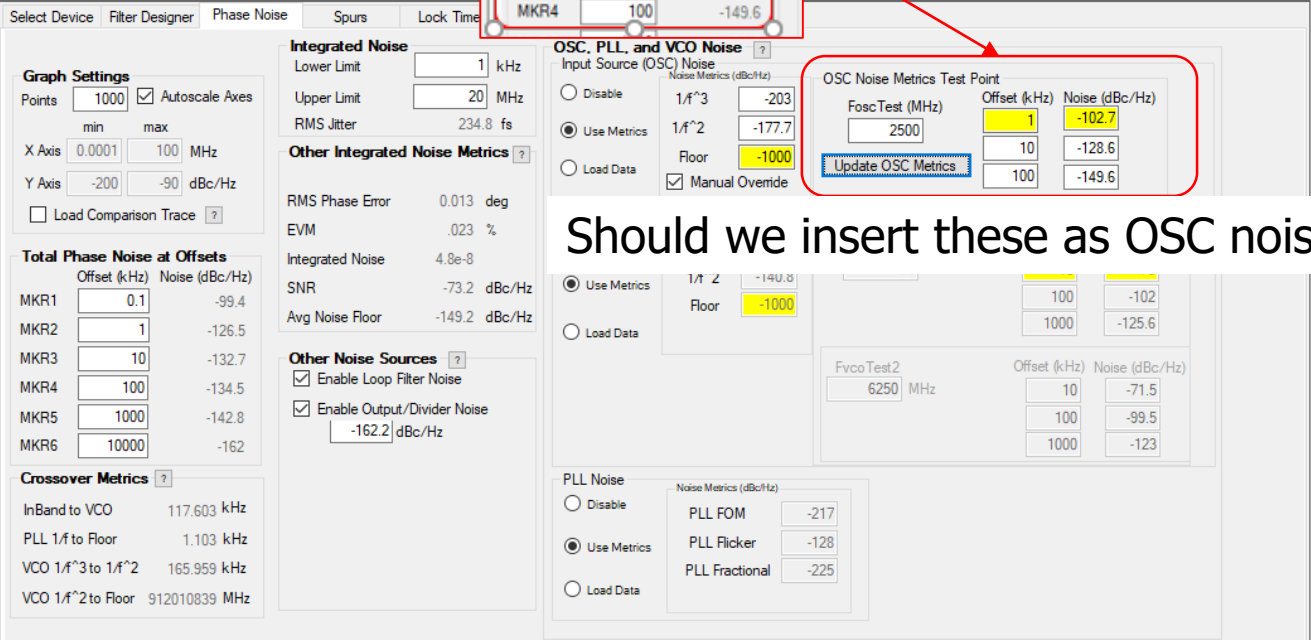 Select Device Filter Designer Phase Noise Spurs Lock Time
MKR4 100 -149.6
Graph Settings
Points 1000 Autoscale Axes
min max
X Axis 0.0001 100 MHz
Y Axis -200 -90 dBc/Hz
Load Comparison Trace ?
Total Phase Noise at Offsets
Offset (kHz) Noise (dBc/Hz)
MKR1 0.1 -99.4
MKR2 1 -126.5
MKR3 10 -132.7
MKR4 100 -134.5
MKR5 1000 -142.8
MKR6 10000 -162
Crossover Metrics ?
InBand to VCO 117.603 kHz
PLL 1/f to Floor 1.103 kHz
VCO 1/f^3 to 1/f^2 165.959 kHz
VCO 1/f^2 to Floor 912010839 MHz
Integrated Noise
Lower Limit 1 kHz
Upper Limit 20 MHz
RMS Jitter 234.8 fs
Other Integrated Noise Metrics ?
RMS Phase Error 0.013 deg
EVM .023 %
Integrated Noise 4.8e-8
SNR -73.2 dBc/Hz
Avg Noise Floor -149.2 dBc/Hz
Other Noise Sources ?
Enable Loop Filter Noise
Enable Output/Divider Noise
-162.2 dBc/Hz
OSC, PLL, and VCO Noise ?
Input Source (OSC) Noise
Noise Metrics (dBc/Hz)
Disable 1/f^3 -203
Use Metrics 1/f^2 -177.7
Load Data Floor -1000
Manual Override
OSC Noise Metrics Test Point
FoscTest (MHz) Offset (kHz) Noise (dBc/Hz)
2500 1 -102.7
10 -128.6
Update OSC Metrics 100 -149.6
Should we insert these as OSC nois
Use Metrics 1/f^2 -140.8
Floor -1000
Load Data
100 -102
1000 -125.6
FvcoTest2 Offset (kHz) Noise (dBc/Hz)
6250 MHz 10 -71.5
100 -99.5
1000 -123
PLL Noise
Noise Metrics (dBc/Hz)
Disable PLL FOM -217
Use Metrics PLL Flicker -128
PLL Fractional -225
Load Data